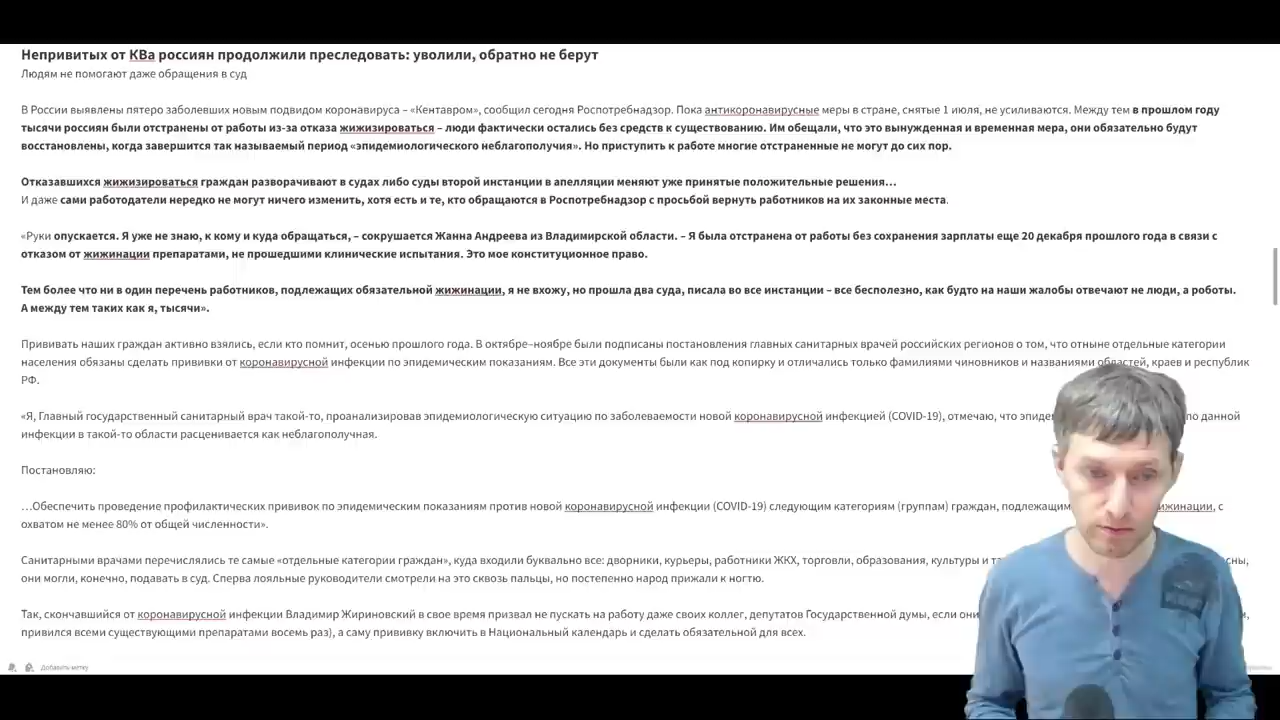 Непривитых от КВа россиян продолжили преследовать: уволили, обратно не берут
Людям не помогают даже обращения в суд
В России выявлены пятеро заболевших новым подвидом коронавируса – «Кентавром», сообщил сегодня Роспотребнадзор. Пока антикоронавирусные меры в стране, снятые 1 июля, не усиливаются. Между тем в прошлом году
тысячи россиян были отстранены от работы из-за отказа жижизироваться – люди фактически остались без средств к существованию. Им обещали, что это вынужденная и временная мера, они обязательно будут
восстановлены, когда завершится так называемый период «эпидемиологического неблагополучия». Но приступить к работе многие отстраненные не могут до сих пор.
Отказавшихся жижизироваться граждан разворачивают в судах либо суды второй инстанции в апелляции меняют уже принятые положительные решения…
И даже сами работодатели нередко не могут ничего изменить, хотя есть и те, кто обращаются в Роспотребнадзор с просьбой вернуть работников на их законные места.
«Руки опускается. Я уже не знаю, к кому и куда обращаться, – сокрушается Жанна Андреева из Владимирской области. – Я была отстранена от работы без сохранения зарплаты еще 20 декабря прошлого года в связи с
отказом от жижинации препаратами, не прошедшими клинические испытания. Это мое конституционное право.
Тем более что ни в один перечень работников, подлежащих обязательной жижинации, я не вхожу, но прошла два суда, писала во все инстанции – все бесполезно, как будто на наши жалобы отвечают не люди, а роботы.
А между тем таких как я, тысячи».
Прививать наших граждан активно взялись, если кто помнит, осенью прошлого года. В октябре–ноябре были подписаны постановления главных санитарных врачей российских регионов о том, что отныне отдельные категории
населения обязаны сделать прививки от коронавирусной инфекции по эпидемическим показаниям. Все эти документы были как под копирку и отличались только фамилиями чиновников и названиями областей, краев и республик
РФ.
«Я, Главный государственный санитарный врач такой-то, проанализировав эпидемиологическую ситуацию по заболеваемости новой коронавирусной инфекцией (COVID-19), отмечаю, что по данной
инфекции в такой-то области расценивается как неблагополучная.
Постановляю:
…Обеспечить проведение профилактических прививок по эпидемическим показаниям против новой коронавирусной инфекции (COVID-19) следующим категориям (группам) граждан, подлежащим с
охватом не менее 80% от общей численности».
Санитарными врачами перечислялись те самые «отдельные категории граждан», куда входили буквально все: дворники, курьеры, работники ЖКХ, торговли, образования, культуры и
они могли, конечно, подавать в суд. Сперва лояльные руководители смотрели на это сквозь пальцы, но постепенно народ прижали к ногтю.
Так, скончавшийся от коронавирусной инфекции Владимир Жириновский в свое время призвал не пускать на работу даже своих коллег, депутатов Государственной думы, если они
привился всеми существующими препаратами восемь раз), а саму прививку включить в Национальный календарь и сделать обязательной для всех.
Добавить метку